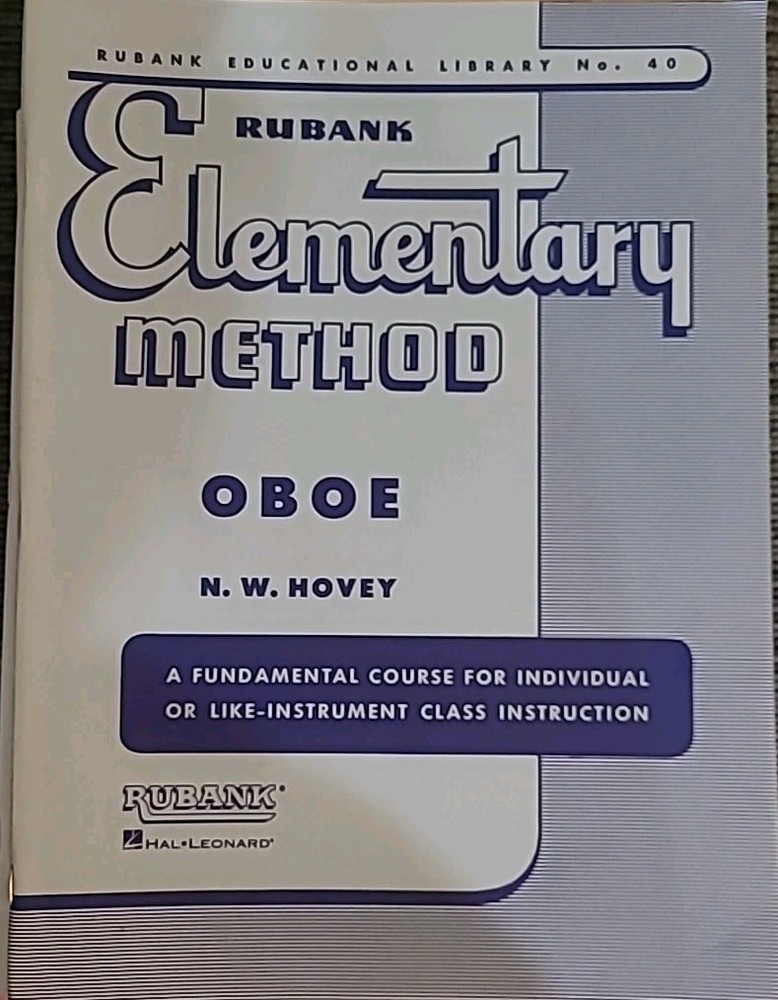 RUBANK EDUCATIONAL LIBRARY No. 40
RUBANK
Elementary
METHOD
OBOE
N. W. HOVEY
A FUNDAMENTAL COURSE FOR INDIVIDUAL
OR LIKE-INSTRUMENT CLASS INSTRUCTION
RUBANK®
HAL•LEONARD®